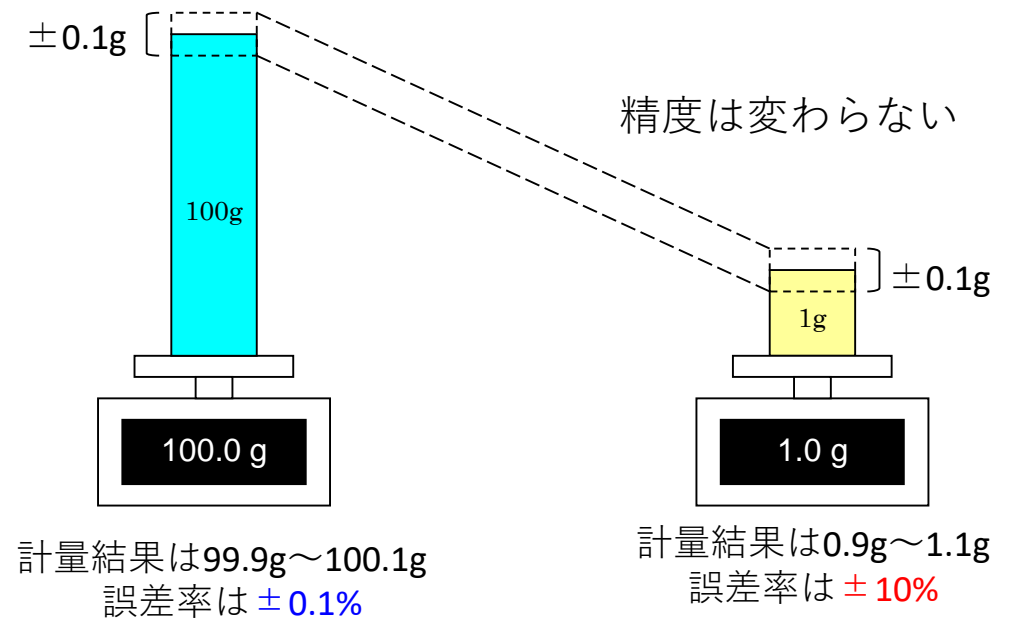 ±0.1g
精度は変わらない
100g
±0.1g
1g
100.0 g
1.0 g
計量結果は99.9g～100.1g
誤差率は±0.1%
計量結果は0.9g～1.1g
誤差率は±10%